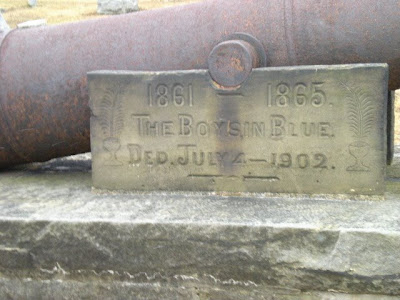 1861 1865.
The Boys in Blue.
Ded. July 4 — 1902.